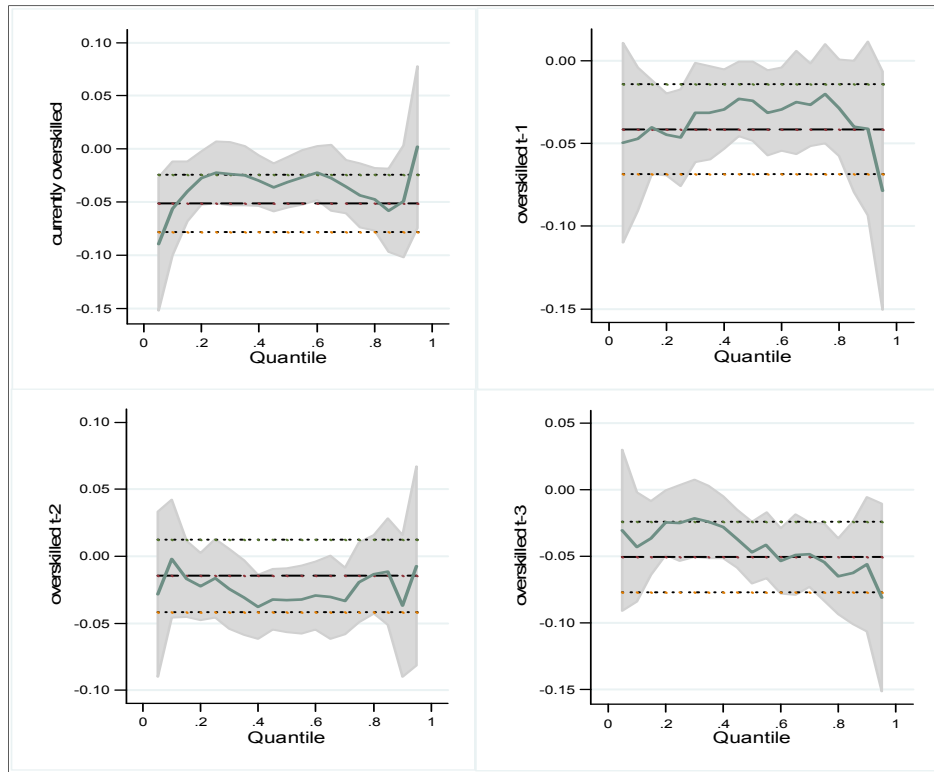 currently overskilled
0.10
0.05
0.00
-0.05
-0.10
-0.15
0 .2 .4 .6 .8 1
Quantile
overskilled t-1
0.00
-0.05
-0.10
-0.15
0 .2 .4 .6 .8 1
Quantile
overskilled t-2
0.10
0.05
0.00
-0.05
-0.10
0 .2 .4 .6 .8 1
Quantile
overskilled t-3
0.05
0.00
-0.05
-0.10
-0.15
0 .2 .4 .6 .8 1
Quantile